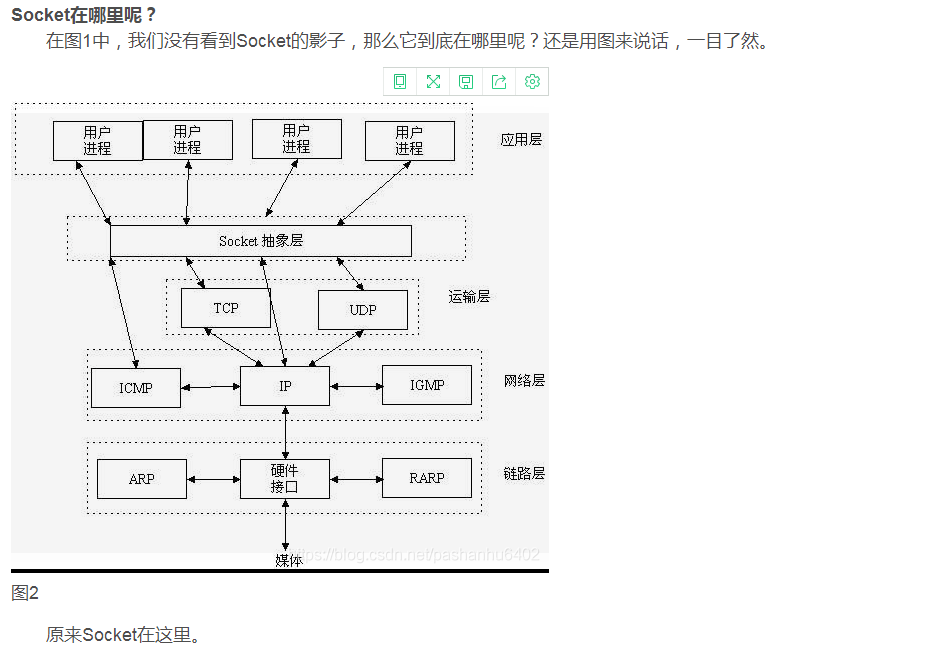 Socket在哪里呢？
在图1中，我们没有看到Socket的影子，那么它到底在哪里呢？还是用图来说话，一目了然。
用户 用户 用户 用户
进程 进程 进程 进程
应用层
Socket 抽象层
运输层
TCP UDP
网络层
ICMP IP IGMP
链路层
ARP 硬件 RARP
接口
https://blog.csdn.net/pashanhu6402
媒体
图2
原来Socket在这里。